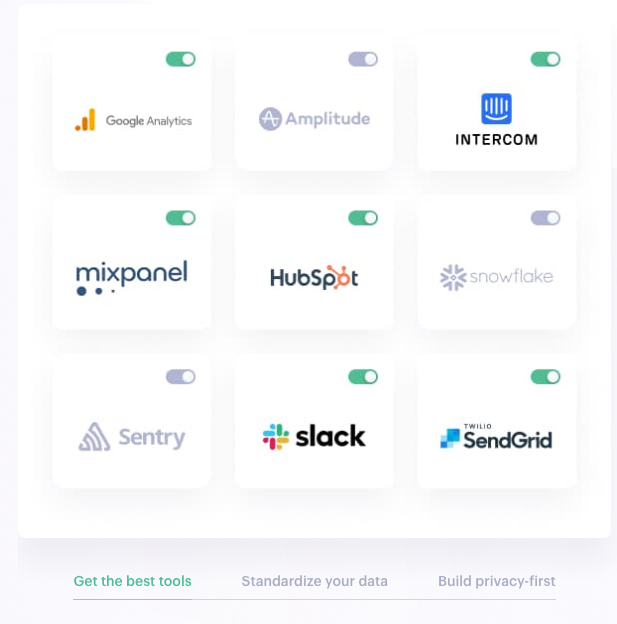 Google Analytics
Amplitude
INTERCOM
mixpanel
HubSpot
snowflake
Sentry
slack
TWILIO
SendGrid
Get the best tools
Standardize your data
Build privacy-first